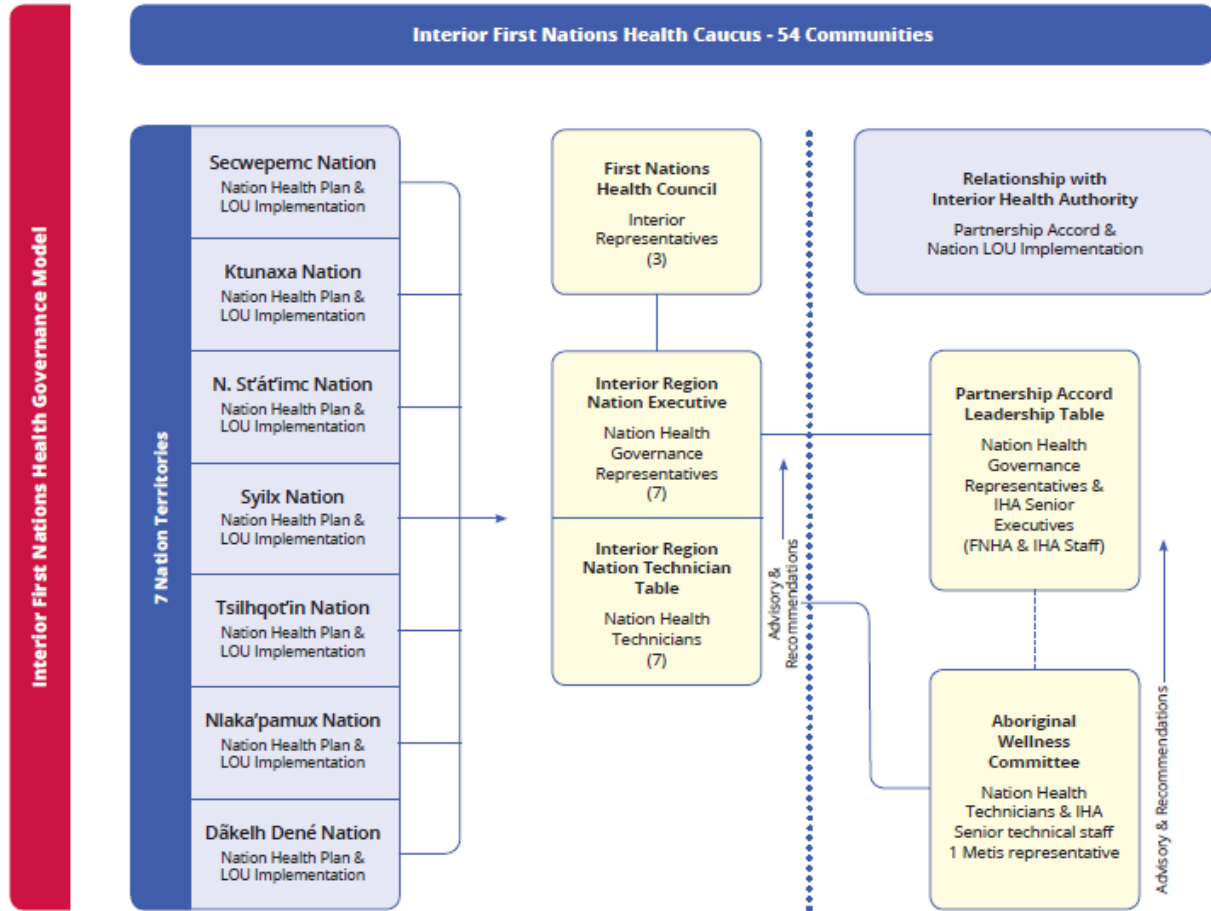 Interior First Nations Health Governance Model
Interior First Nations Health Caucus - 54 Communities
7 Nation Territories
Secwepemc Nation
Nation Health Plan &
LOU Implementation
Ktunaxa Nation
Nation Health Plan &
LOU Implementation
N. St'át'imc Nation
Nation Health Plan &
LOU Implementation
Syilx Nation
Nation Health Plan &
LOU Implementation
Tsilhqot'in Nation
Nation Health Plan &
LOU Implementation
Nlaka'pamux Nation
Nation Health Plan &
LOU Implementation
Dãkelh Dené Nation
Nation Health Plan &
LOU Implementation
First Nations
Health Council
Interior
Representatives
(3)
Interior Region
Nation Executive
Nation Health
Governance
Representatives
(7)
Interior Region
Nation Technician
Table
Nation Health
Technicians
(7)
Advisory &
Recommendations
Relationship with
Interior Health Authority
Partnership Accord &
Nation LOU Implementation
Partnership Accord
Leadership Table
Nation Health
Governance
Representatives &
IHA Senior
Executives
(FNHA & IHA Staff)
Aboriginal
Wellness
Committee
Nation Health
Technicians & IHA
Senior technical staff
1 Metis representative
Advisory & Recommendations